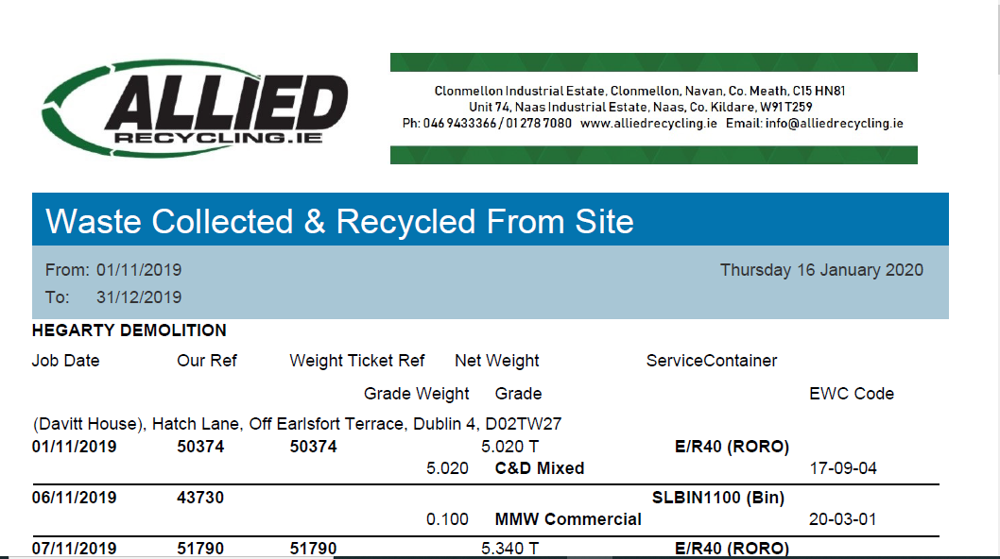 ALLIED
RECYCLING.IE
Clonmellon Industrial Estate, Clonmellon, Navan, Co. Meath, C15 HN81
Unit 74, Naas Industrial Estate, Naas, Co. Kildare, W91 T259
Ph: 046 9433366 / 01 278 7080 www.alliedrecycling.ie Email: info@alliedrecycling.ie
Waste Collected & Recycled From Site
From: 01/11/2019 Thursday 16 January 2020
To: 31/12/2019
HEGARTY DEMOLITION
Job Date Our Ref Weight Ticket Ref Net Weight ServiceContainer
Grade Weight Grade EWC Code
(Davitt House), Hatch Lane, Off Earlsfort Terrace, Dublin 4, D02TW27
01/11/2019 50374 50374 5.020 T E/R40 (RORO)
5.020 C&D Mixed 17-09-04
06/11/2019 43730 SLBIN1100 (Bin)
0.100 MMW Commercial 20-03-01
07/11/2019 51790 51790 5.340 T E/R40 (RORO)